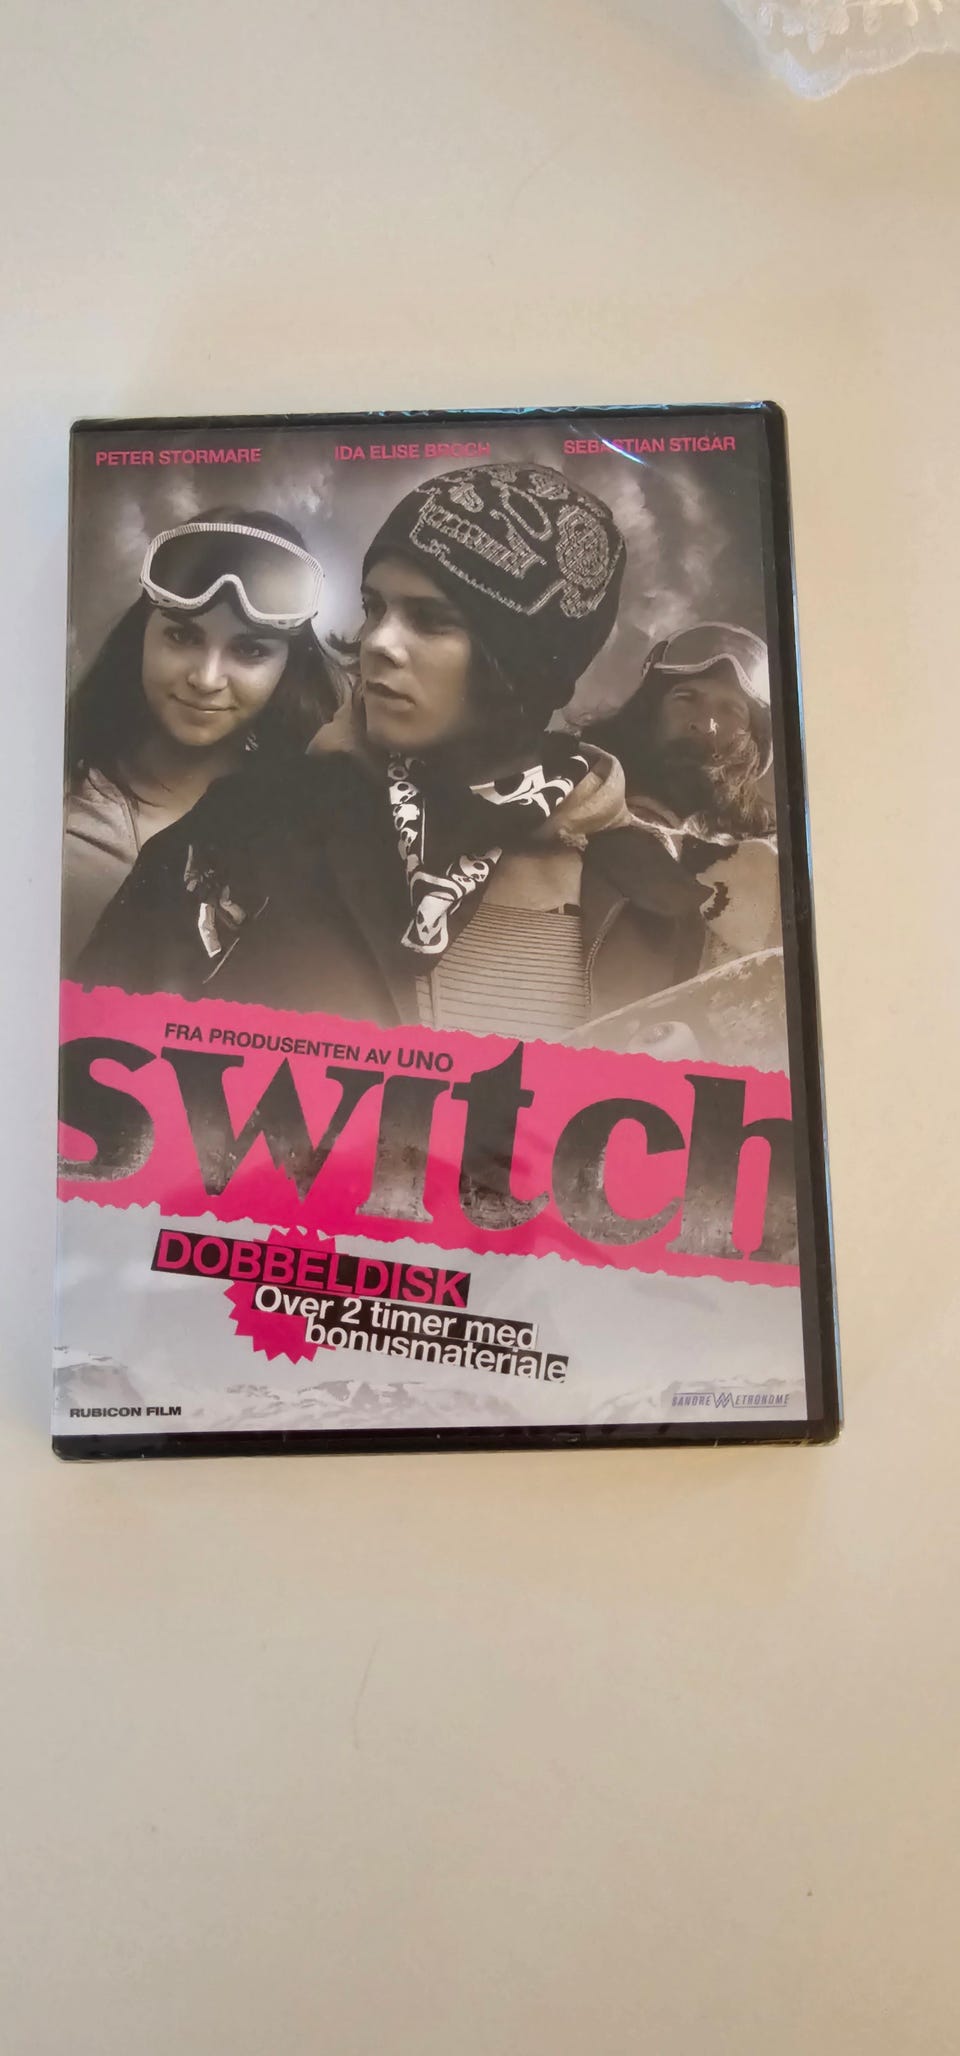 PETER STORMARE IDA ELISE BROCH SEBASTIAN STIGAR
FRA PRODUSENTEN AV UNO
switch
DOBBELDISK
Over 2 timer med
bonusmateriale
RUBICON FILM SANDREW METRONOME